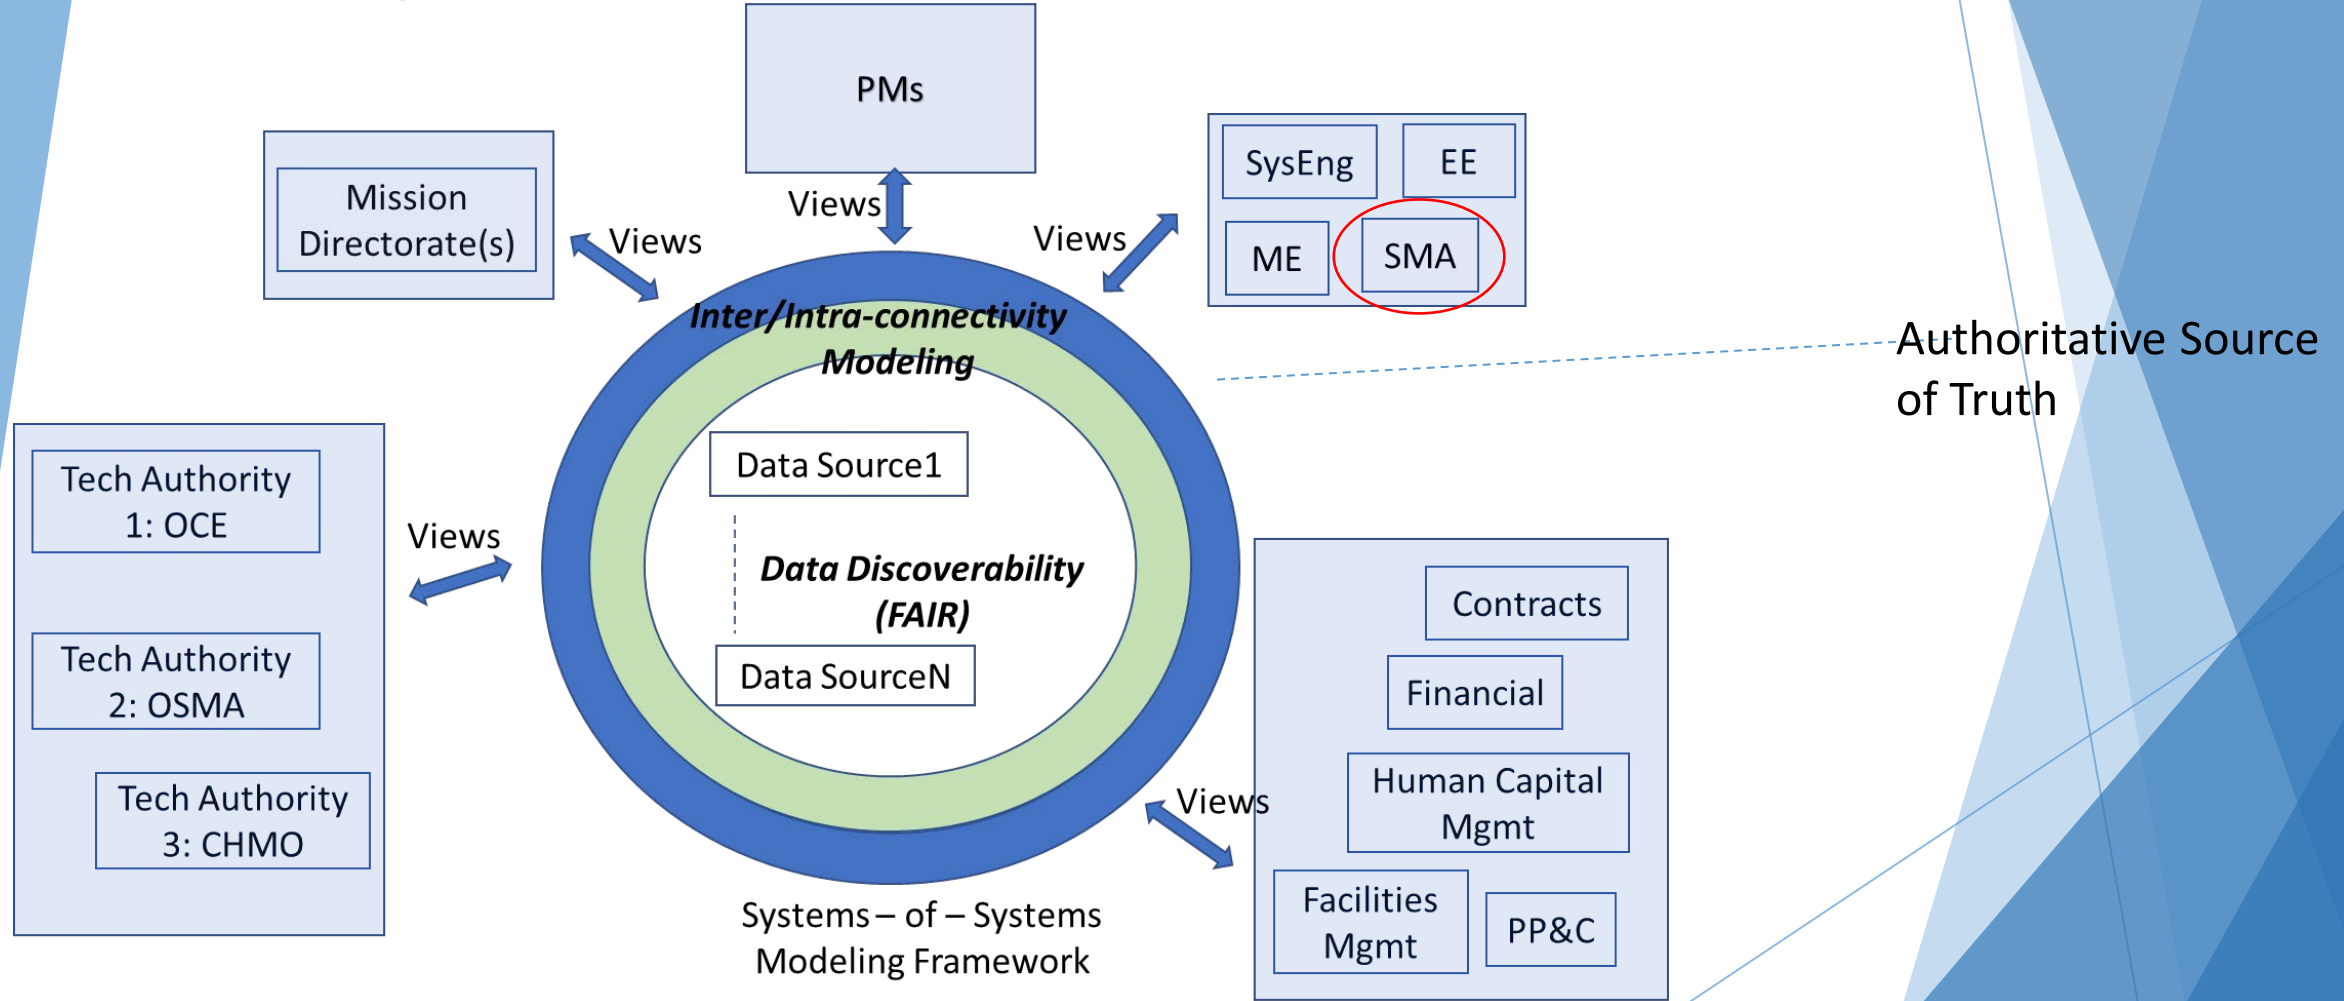 PMs
SysEng
EE
Mission
Directorate(s)
Views
Views
Views
ME
SMA
Inter/Intra-connectivity
Modeling
Authoritative Source
of Truth
Data Source1
Tech Authority
1: OCE
Views
Data Discoverability
(FAIR)
Contracts
Tech Authority
2: OSMA
Data SourceN
Financial
Tech Authority
3: CHMO
Views
Human Capital
Mgmt
Facilities
Mgmt
PP&C
Systems – of – Systems
Modeling Framework